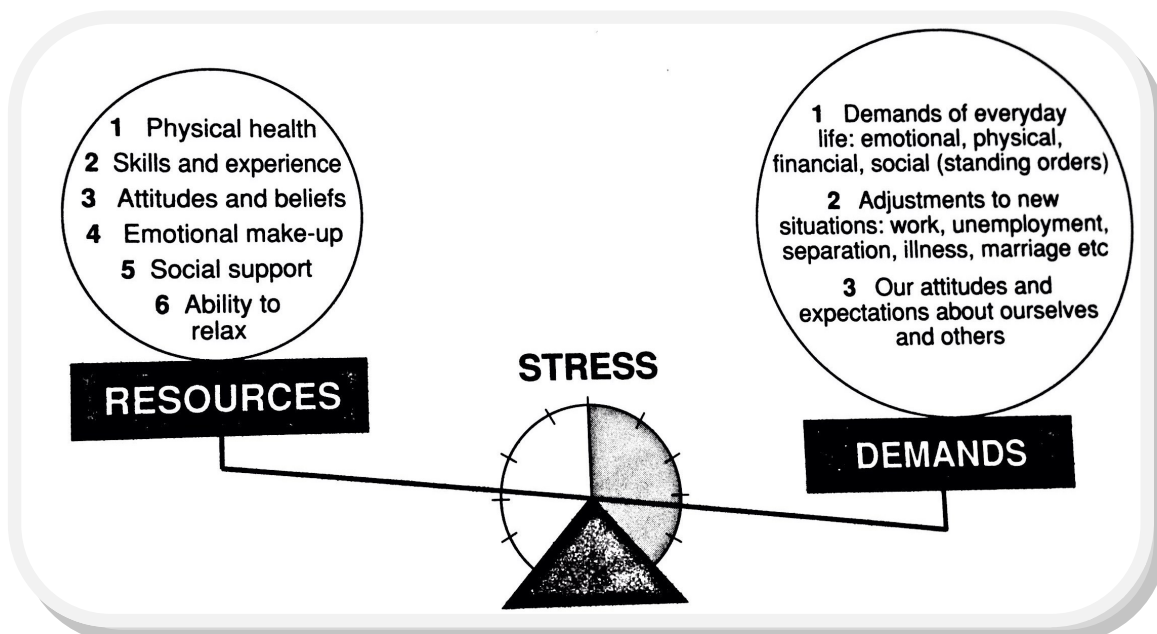 1 Physical health
2 Skills and experience
3 Attitudes and beliefs
4 Emotional make-up
5 Social support
6 Ability to
relax
RESOURCES
STRESS
1 Demands of everyday
life: emotional, physical,
financial, social (standing orders)
2 Adjustments to new
situations: work, unemployment,
separation, illness, marriage etc
3 Our attitudes and
expectations about ourselves
and others
DEMANDS